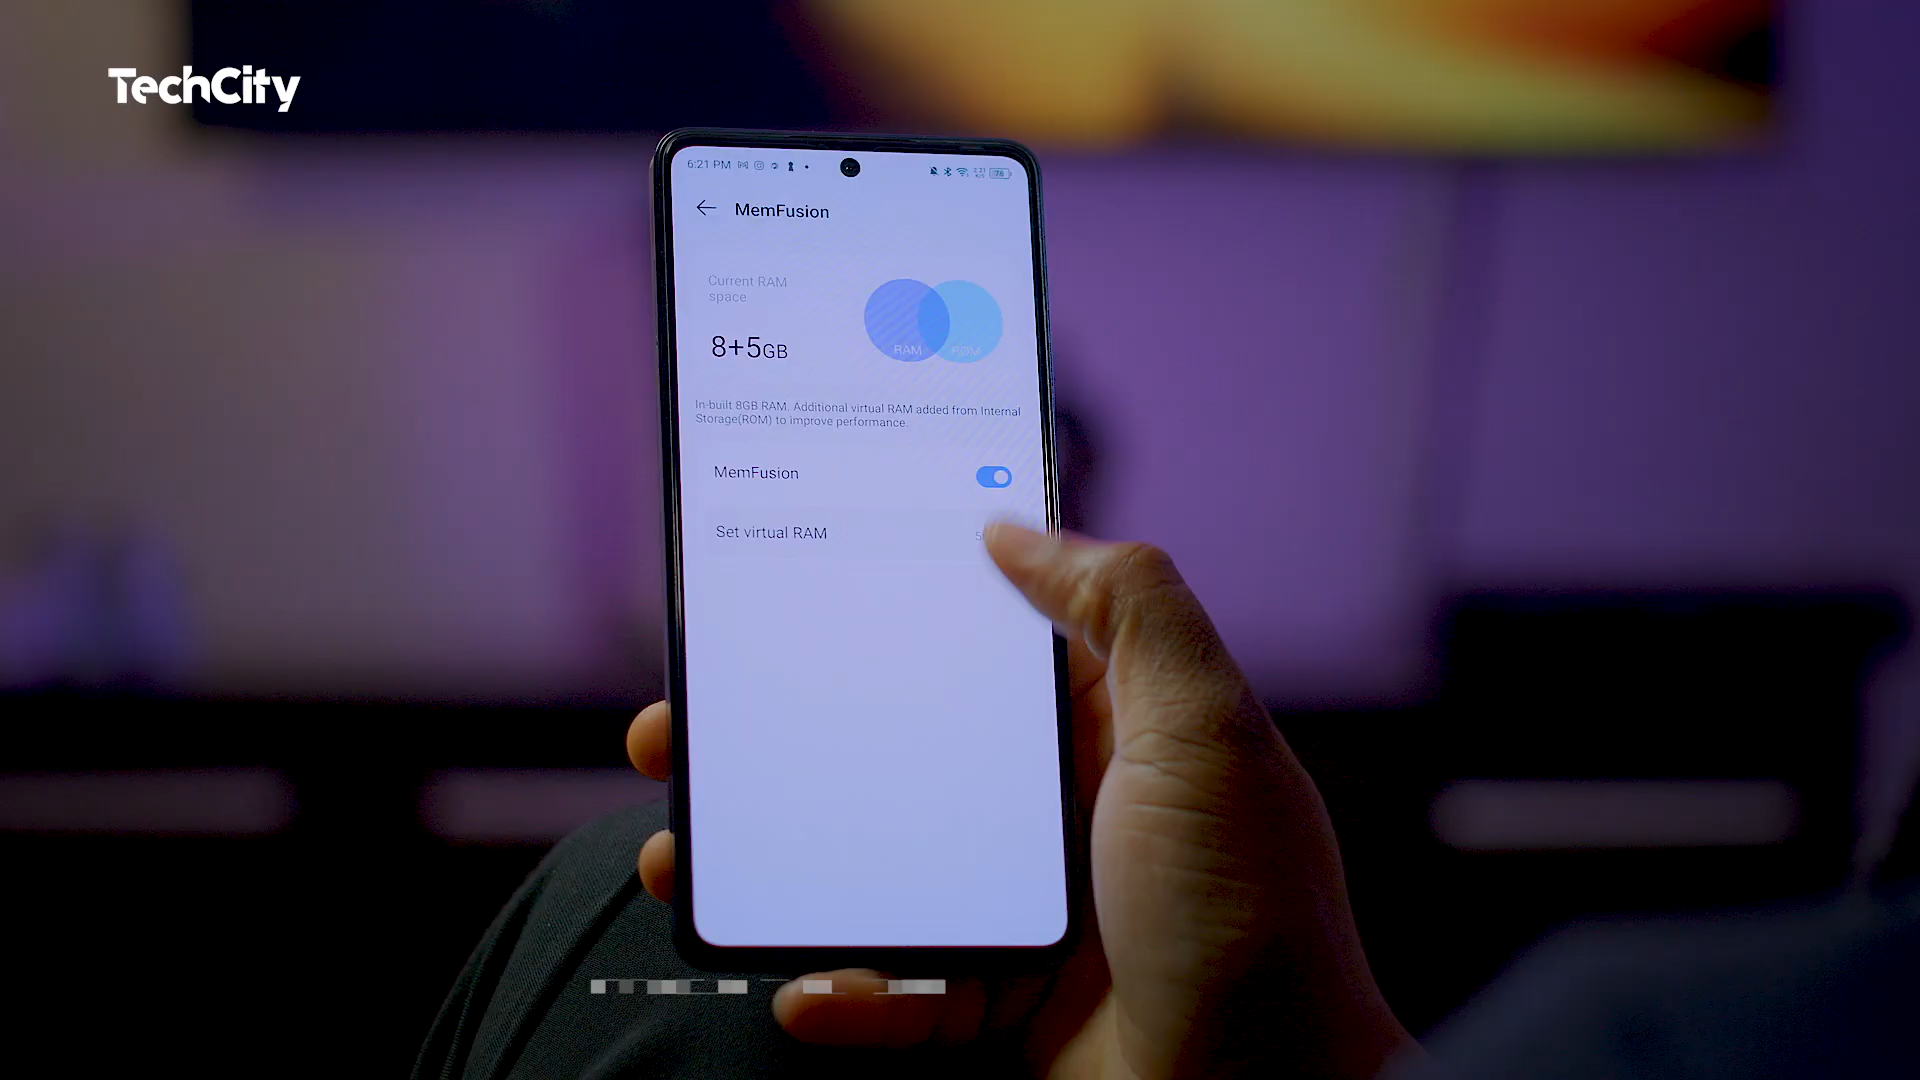 TechCity
6:21 PM
78
MemFusion
Current RAM
space
8+5GB
RAM
ROM
In-built 8GB RAM. Additional virtual RAM added from Internal
Storage(ROM) to improve performance.
MemFusion
Set virtual RAM